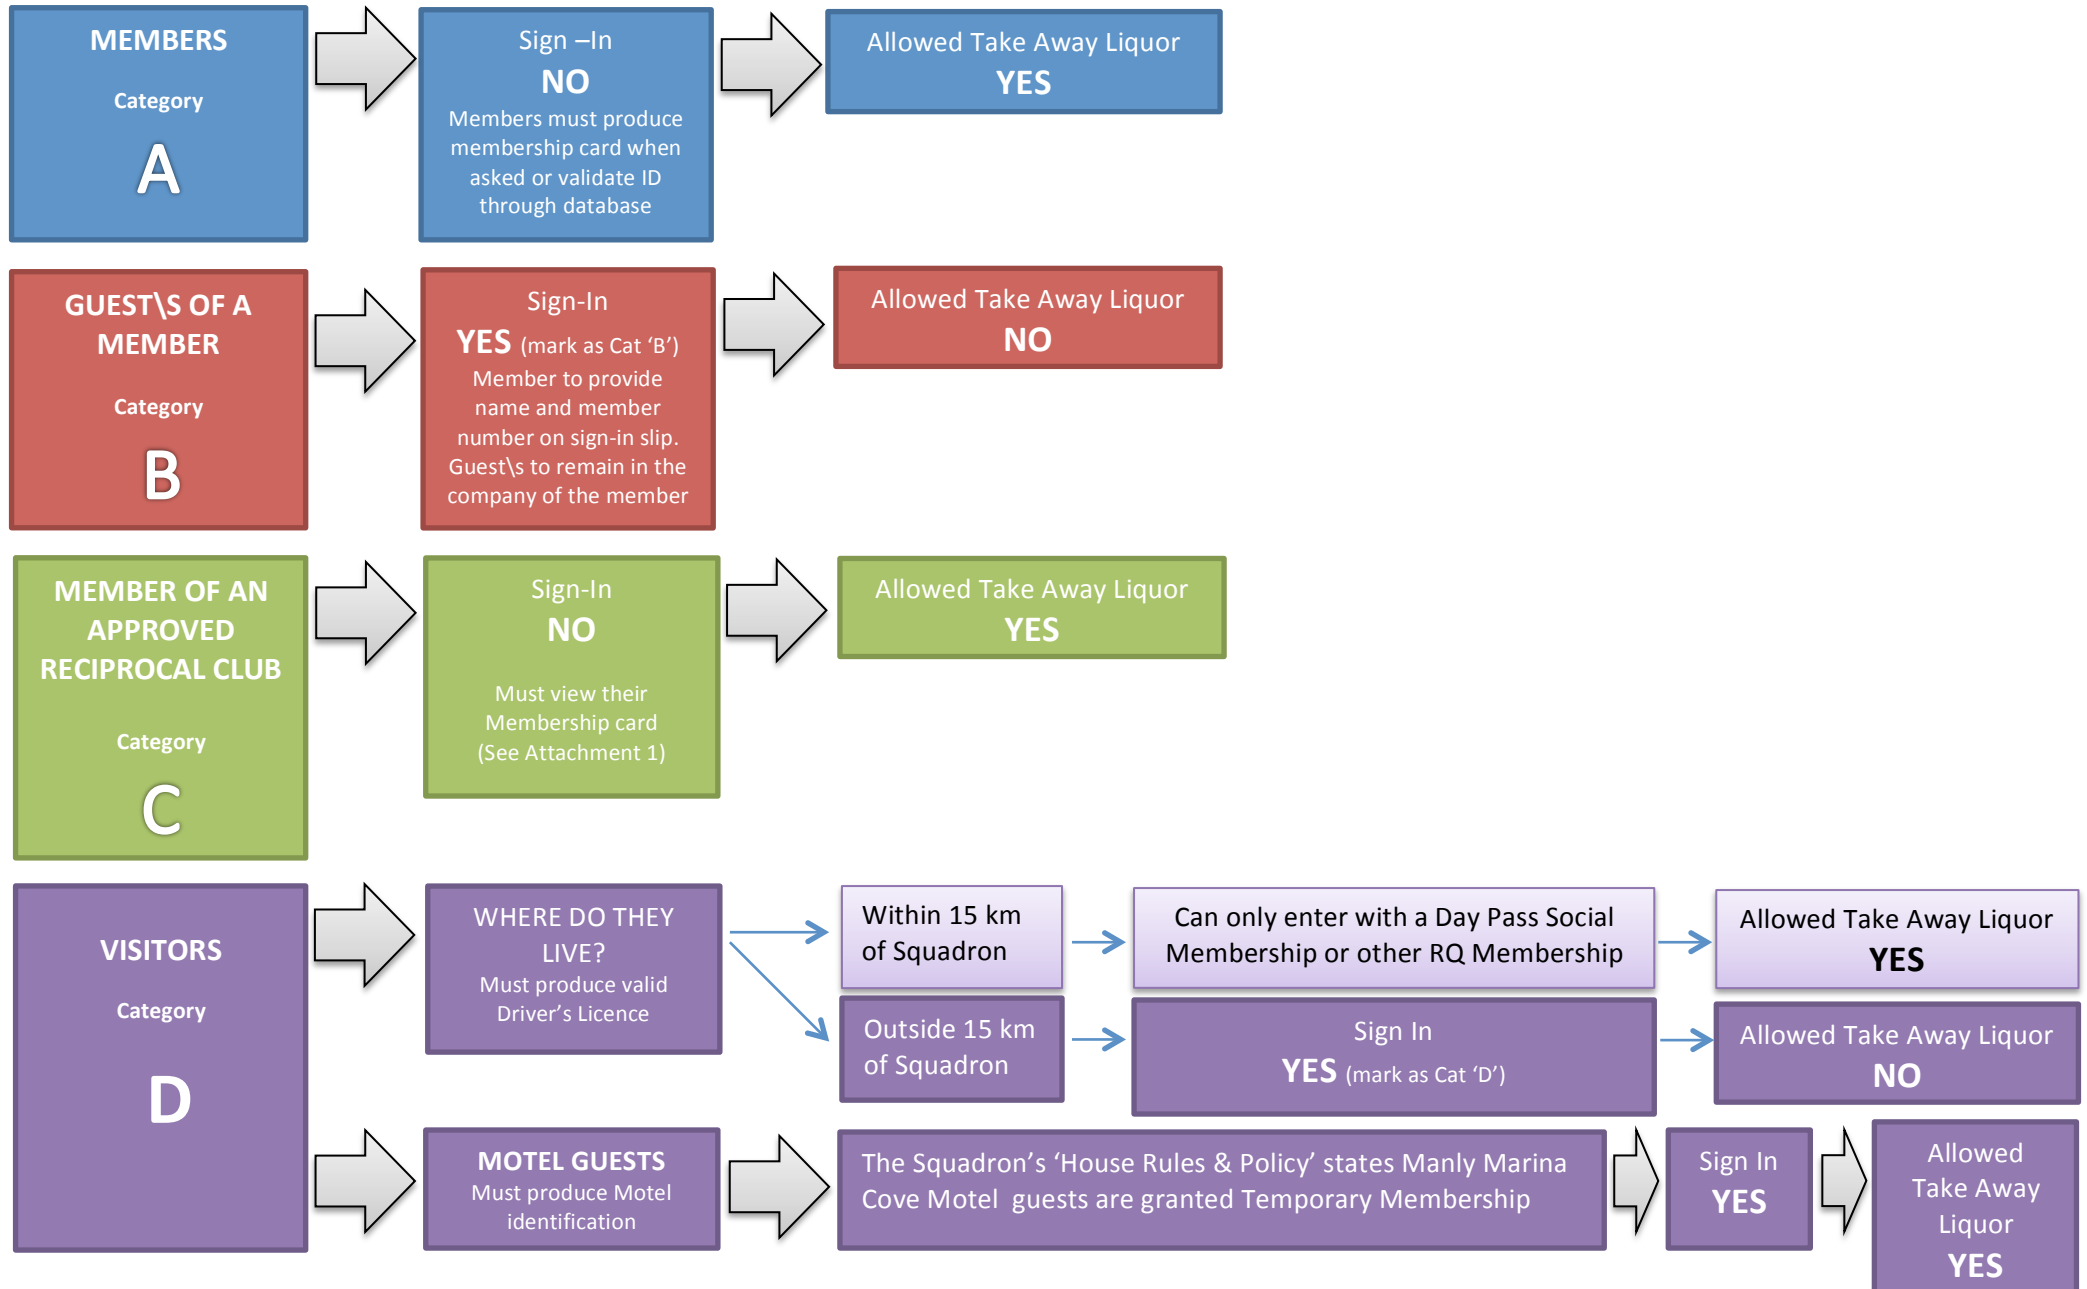 MEMBERS
Category
A
Sign –In
NO
Members must produce
membership card when
asked or validate ID
through database
Allowed Take Away Liquor
YES
GUEST\S OF A
MEMBER
Category
B
Sign-In
YES (mark as Cat ‘B’)
Member to provide
name and member
number on sign-in slip.
Guest\s to remain in the
company of the member
Allowed Take Away Liquor
NO
MEMBER OF AN
APPROVED
RECIPROCAL CLUB
Category
C
Sign-In
NO
Must view their
Membership card
(See Attachment 1)
Allowed Take Away Liquor
YES
VISITORS
Category
D
WHERE DO THEY
LIVE?
Must produce valid
Driver’s Licence
Within 15 km
of Squadron
Can only enter with a Day Pass Social
Membership or other RQ Membership
Allowed Take Away Liquor
YES
Outside 15 km
of Squadron
Sign In
YES (mark as Cat ‘D’)
Allowed Take Away Liquor
NO
MOTEL GUESTS
Must produce Motel
identification
The Squadron’s ‘House Rules & Policy’ states Manly Marina
Cove Motel  guests are granted Temporary Membership
Sign In
YES
Allowed
Take Away
Liquor
YES